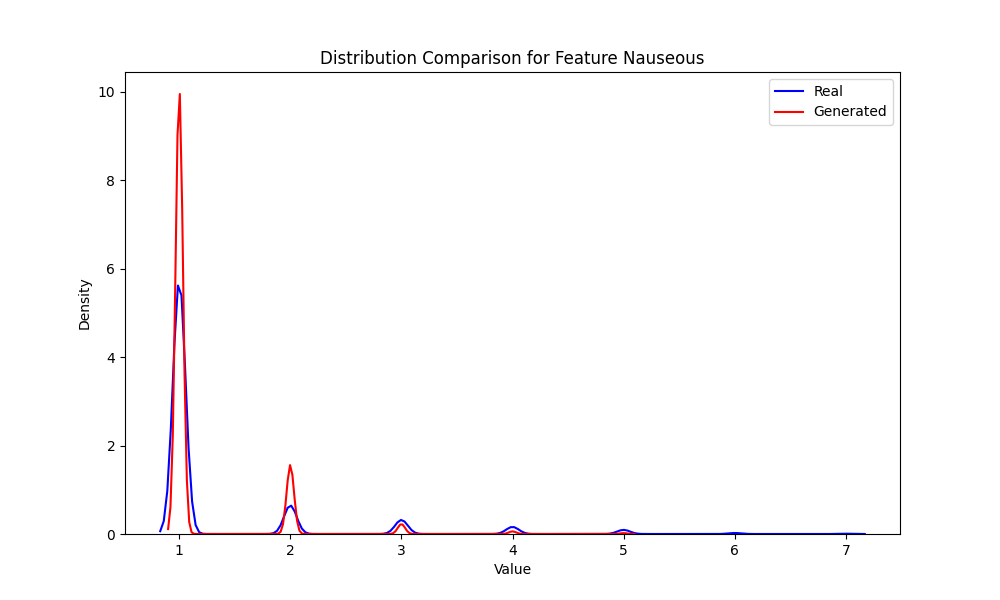 Distribution Comparison for Feature Nauseous
Real
Generated
10
8
6
4
2
0
Density
1 2 3 4 5 6 7
Value